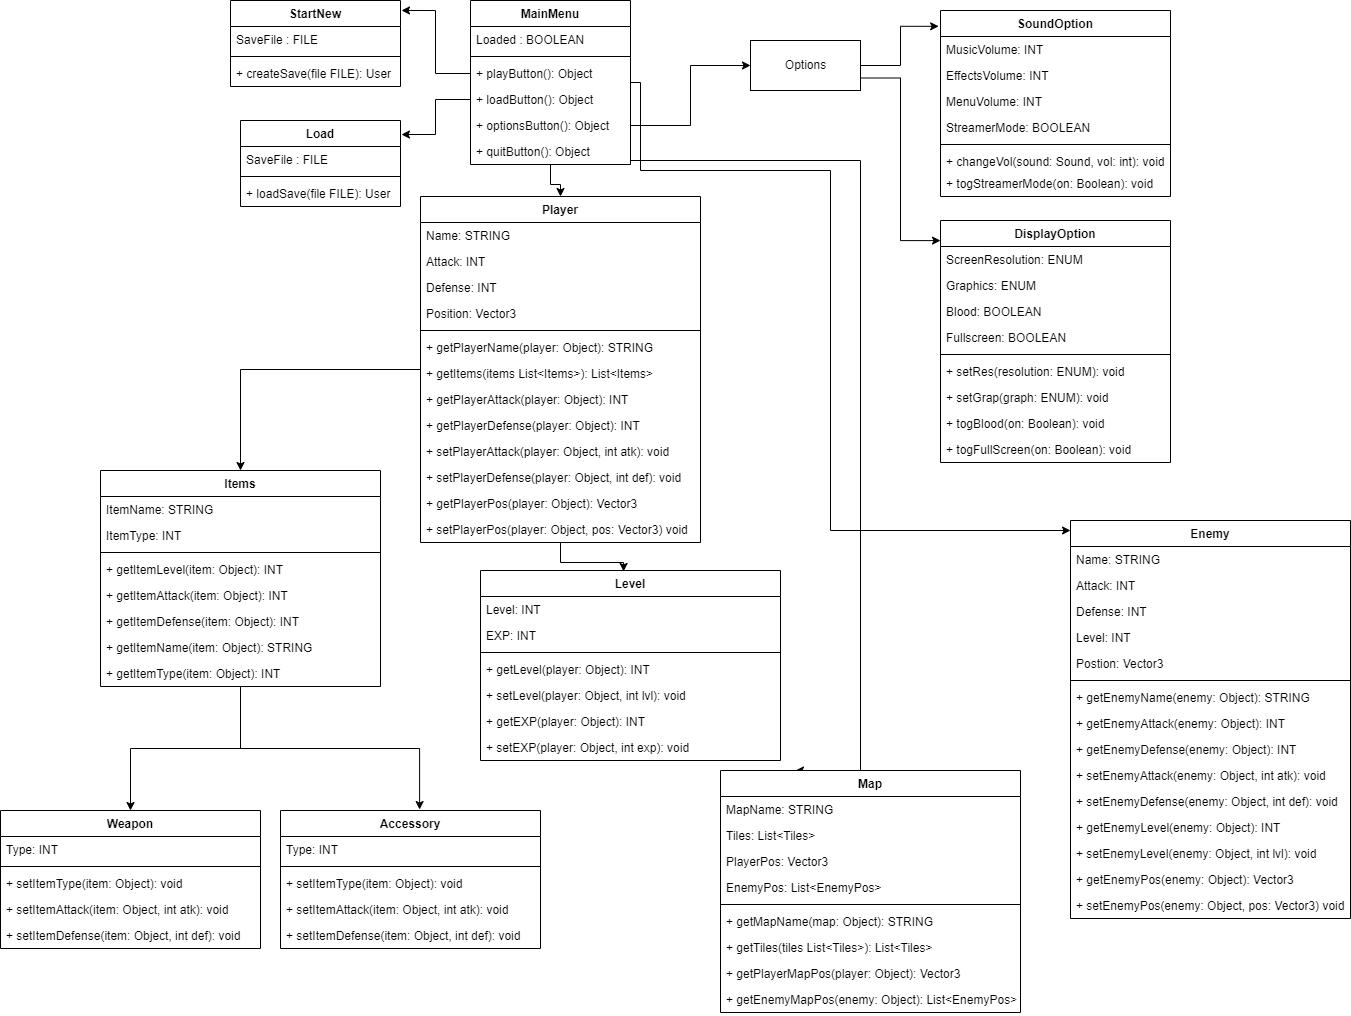 StartNew
SaveFile : FILE
+ createSave(file FILE): User
MainMenu
Loaded : BOOLEAN
+ playButton(): Object
+ loadButton(): Object
+ optionsButton(): Object
+ quitButton(): Object
Options
SoundOption
MusicVolume: INT
EffectsVolume: INT
MenuVolume: INT
StreamerMode: BOOLEAN
+ changeVol(sound: Sound, vol: int): void
+ togStreamerMode(on: Boolean): void
Load
SaveFile : FILE
+ loadSave(file FILE): User
Player
Name: STRING
Attack: INT
Defense: INT
Position: Vector3
+ getPlayerName(player: Object): STRING
+ getItems(items List<Items>): List<Items>
+ getPlayerAttack(player: Object): INT
+ getPlayerDefense(player: Object): INT
+ setPlayerAttack(player: Object, int atk): void
+ setPlayerDefense(player: Object, int def): void
+ getPlayerPos(player: Object): Vector3
+ setPlayerPos(player: Object, pos: Vector3) void
DisplayOption
ScreenResolution: ENUM
Graphics: ENUM
Blood: BOOLEAN
Fullscreen: BOOLEAN
+ setRes(resolution: ENUM): void
+ setGrap(graph: ENUM): void
+ togBlood(on: Boolean): void
+ togFullScreen(on: Boolean): void
Items
ItemName: STRING
ItemType: INT
+ getItemLevel(item: Object): INT
+ getItemAttack(item: Object): INT
+ getItemDefense(item: Object): INT
+ getItemName(item: Object): STRING
+ getItemType(item: Object): INT
Level
Level: INT
EXP: INT
+ getLevel(player: Object): INT
+ setLevel(player: Object, int lvl): void
+ getEXP(player: Object): INT
+ setEXP(player: Object, int exp): void
Enemy
Name: STRING
Attack: INT
Defense: INT
Level: INT
Postion: Vector3
+ getEnemyName(enemy: Object): STRING
+ getEnemyAttack(enemy: Object): INT
+ getEnemyDefense(enemy: Object): INT
+ setEnemyAttack(enemy: Object, int atk): void
+ setEnemyDefense(enemy: Object, int def): void
+ getEnemyLevel(enemy: Object): INT
+ setEnemyLevel(enemy: Object, int lvl): void
+ getEnemyPos(enemy: Object): Vector3
+ setEnemyPos(enemy: Object, pos: Vector3) void
Weapon
Type: INT
+ setItemType(item: Object): void
+ setItemAttack(item: Object, int atk): void
+ setItemDefense(item: Object, int def): void
Accessory
Type: INT
+ setItemType(item: Object): void
+ setItemAttack(item: Object, int atk): void
+ setItemDefense(item: Object, int def): void
Map
MapName: STRING
Tiles: List<Tiles>
PlayerPos: Vector3
EnemyPos: List<EnemyPos>
+ getMapName(map: Object): STRING
+ getTiles(tiles List<Tiles>): List<Tiles>
+ getPlayerMapPos(player: Object): Vector3
+ getEnemyMapPos(enemy: Object): List<EnemyPos>